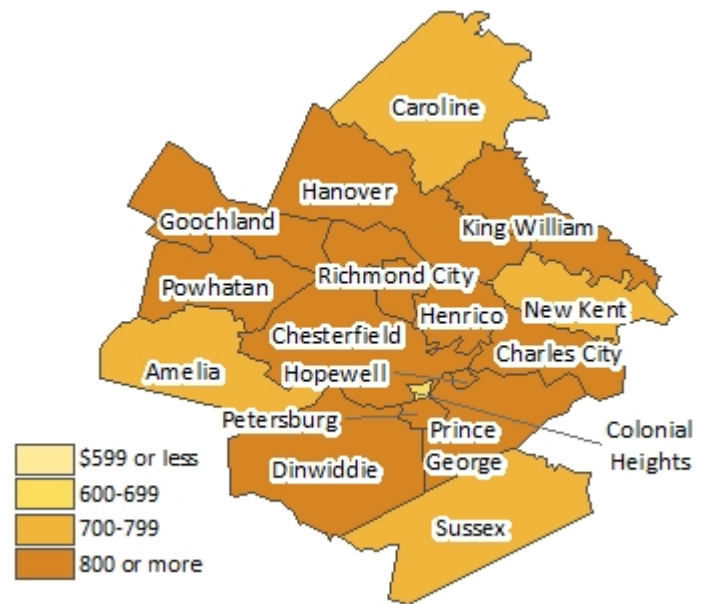 Caroline
Hanover
Goochland
King William
Richmond City
Powhatan
New Kent
Henrico
Chesterfield
Charles City
Amelia
Hopewell
Petersburg
Prince
George
Colonial
Heights
Dinwiddie
Sussex
$599 or less
600-699
700-799
800 or more